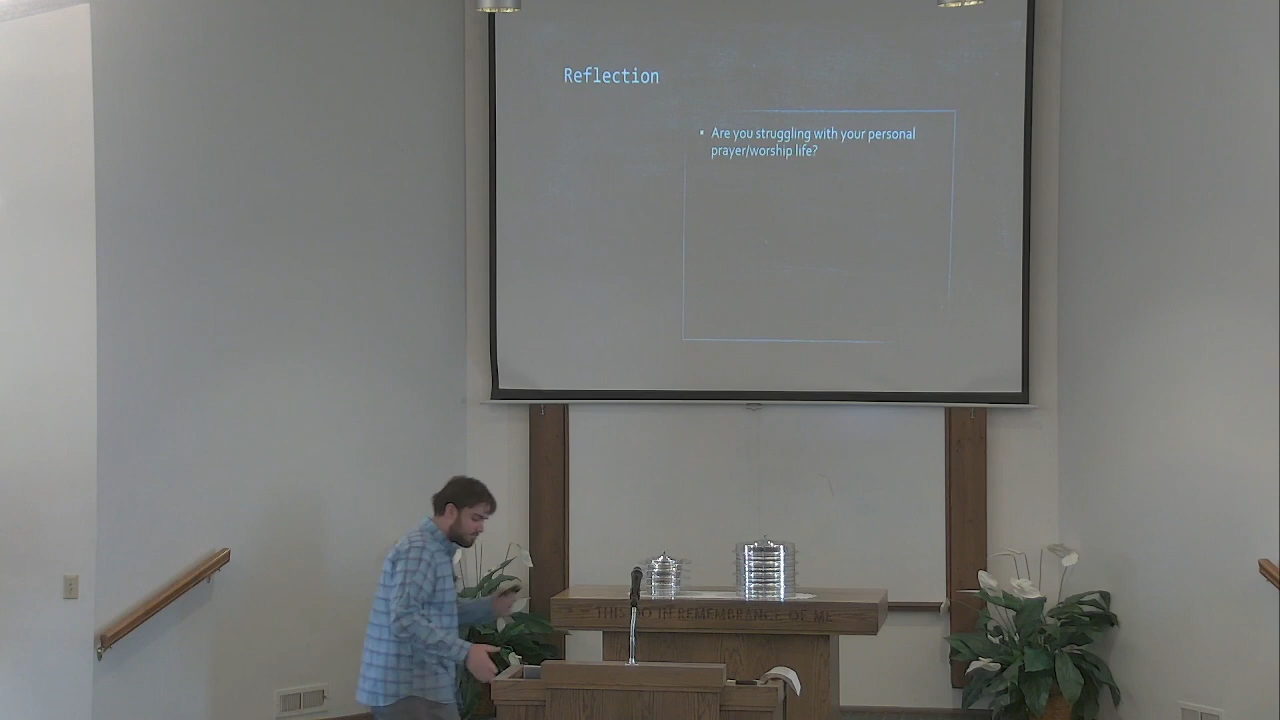 Reflection
▪ Are you struggling with your personal
prayer/worship life?
THIS DO IN REMEMBRANCE OF ME